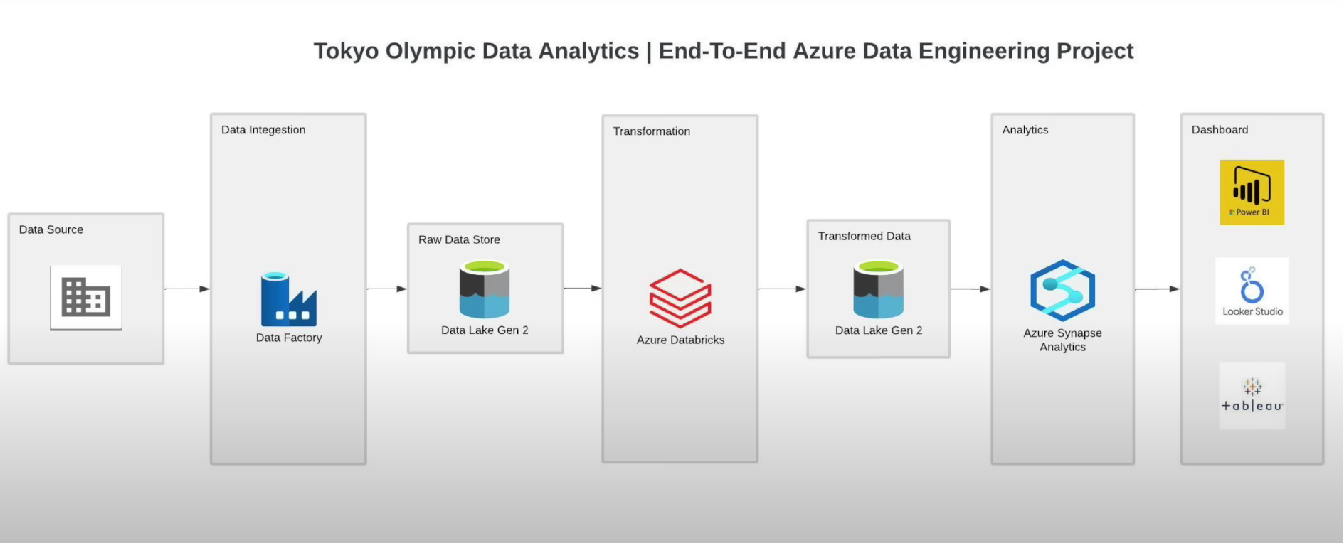 Tokyo Olympic Data Analytics | End-To-End Azure Data Engineering Project
Data Source
Data Integestion
Data Factory
Raw Data Store
Data Lake Gen 2
Transformation
Azure Databricks
Transformed Data
Data Lake Gen 2
Analytics
Azure Synapse
Analytics
Dashboard
Power BI
Looker Studio
+ableau